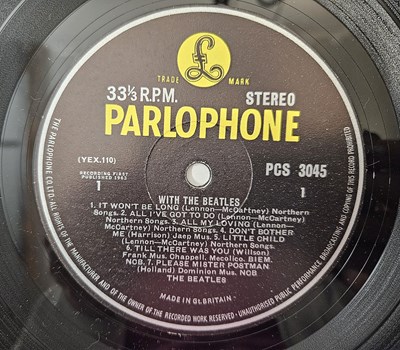 £
TRADE MARK
33⅓ R.P.M. STEREO
PARLOPHONE
(YEX.110) PCS 3045
RECORDING FIRST
PUBLISHED 1963
1 1
WITH THE BEATLES
1. IT WON'T BE LONG (Lennon—McCartney) Northern
Songs. 2. ALL I'VE GOT TO DO (Lennon—McCartney)
Northern Songs. 3. ALL MY LOVING (Lennon—
McCartney) Northern Songs. 4. DON'T BOTHER
ME (Harrison) Jaep Mus. 5. LITTLE CHILD
(Lennon—McCartney) Northern Songs.
6. TILL THERE WAS YOU (Willson)
Frank Mus. Chappell. Mecolico. BIEM.
NCB. 7. PLEASE MISTER POSTMAN
(Holland) Dominion Mus. NCB
THE BEATLES
MADE IN Gt. BRITAIN
THE PARLOPHONE CO. LTD. ALL RIGHTS OF THE MANUFACTURER AND OF THE OWNER OF THE RECORDED WORK RESERVED · UNAUTHORISED PUBLIC PERFORMANCE BROADCASTING AND COPYING OF THIS RECORD PROHIBITED